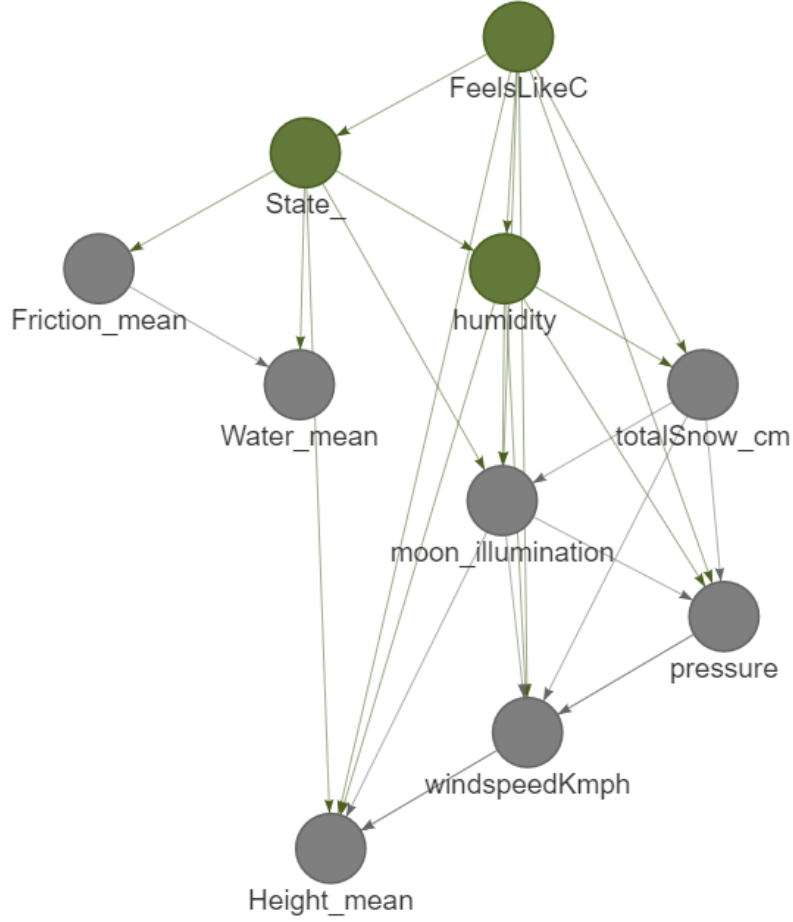 FeelsLikeC
State_
Friction_mean
humidity
Water_mean
totalSnow_cm
moon_illumination
pressure
windspeedKmph
Height_mean